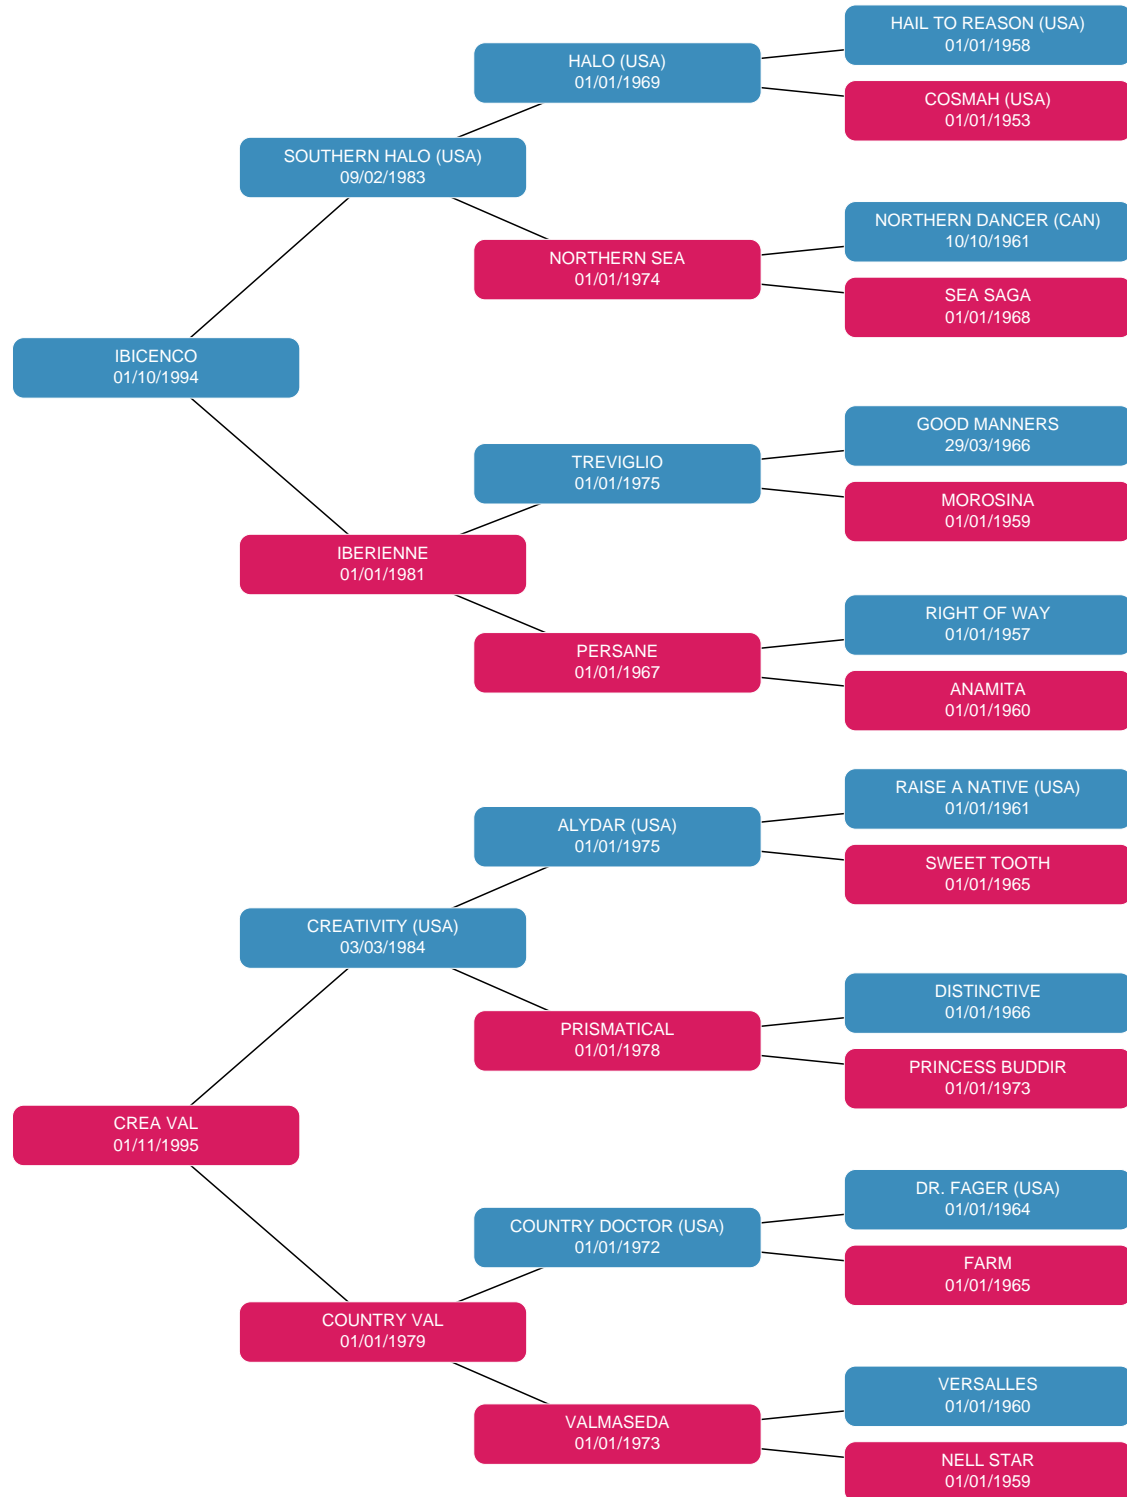 HAIL TO REASON (USA)
01/01/1958
HALO (USA)
01/01/1969
COSMAH (USA)
01/01/1953
SOUTHERN HALO (USA)
09/02/1983
NORTHERN DANCER (CAN)
10/10/1961
NORTHERN SEA
01/01/1974
SEA SAGA
01/01/1968
IBICENCO
01/10/1994
GOOD MANNERS
29/03/1966
TREVIGLIO
01/01/1975
MOROSINA
01/01/1959
IBERIENNE
01/01/1981
RIGHT OF WAY
01/01/1957
PERSANE
01/01/1967
ANAMITA
01/01/1960
RAISE A NATIVE (USA)
01/01/1961
ALYDAR (USA)
01/01/1975
SWEET TOOTH
01/01/1965
CREATIVITY (USA)
03/03/1984
DISTINCTIVE
01/01/1966
PRISMATICAL
01/01/1978
PRINCESS BUDDIR
01/01/1973
CREA VAL
01/11/1995
DR. FAGER (USA)
01/01/1964
COUNTRY DOCTOR (USA)
01/01/1972
FARM
01/01/1965
COUNTRY VAL
01/01/1979
VERSALLES
01/01/1960
VALMASEDA
01/01/1973
NELL STAR
01/01/1959